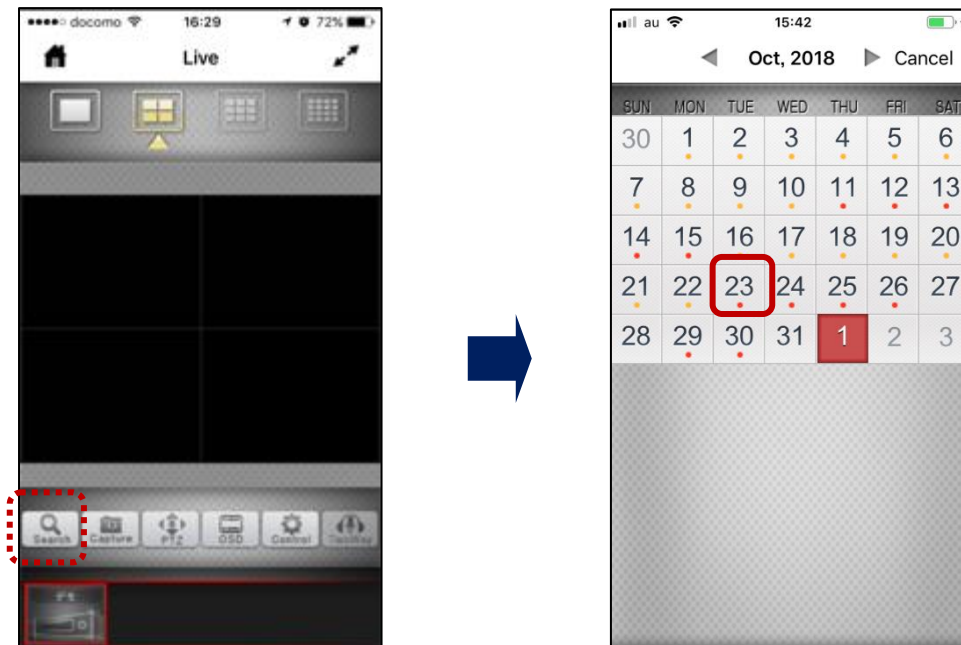 docomo 16:29 72%
Live
Search Capture PTZ OSD Control TwoWay
au 15:42
Oct, 2018 Cancel
SUN MON TUE WED THU FRI SAT
30 1 2 3 4 5 6
7 8 9 10 11 12 13
14 15 16 17 18 19 20
21 22 23 24 25 26 27
28 29 30 31 1 2 3